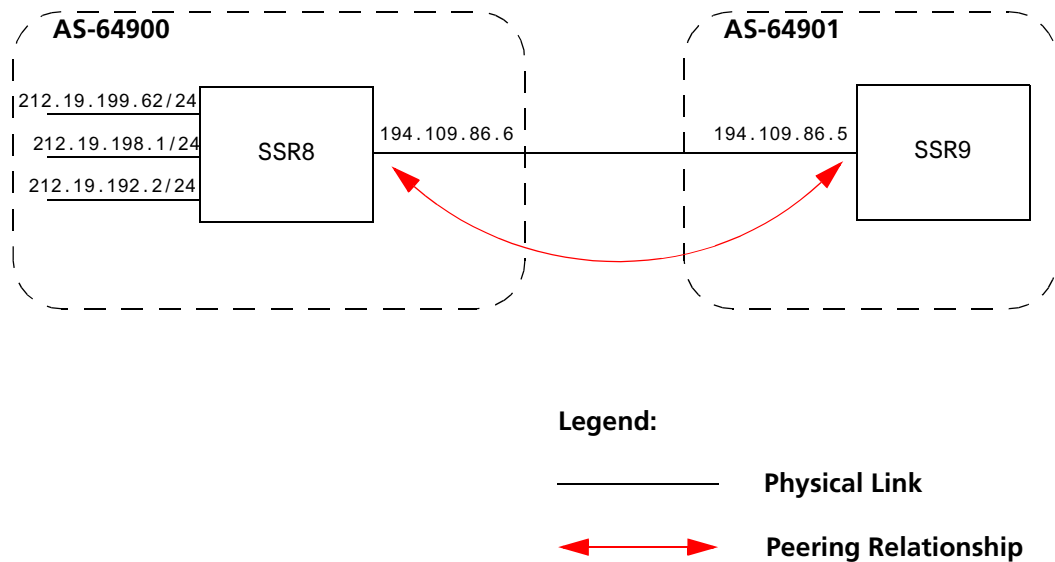 AS-64900
AS-64901
212.19.199.62/24
212.19.198.1/24
212.19.192.2/24
SSR8
194.109.86.6
194.109.86.5
SSR9
Legend:
Physical Link
Peering Relationship